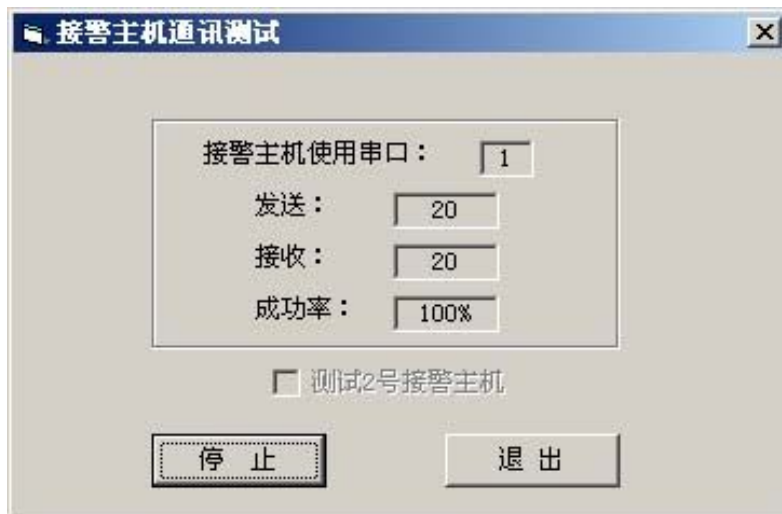 接警主机通讯测试
接警主机使用串口： 1
发送： 20
接收： 20
成功率： 100%
测试2号接警主机
停 止 退 出